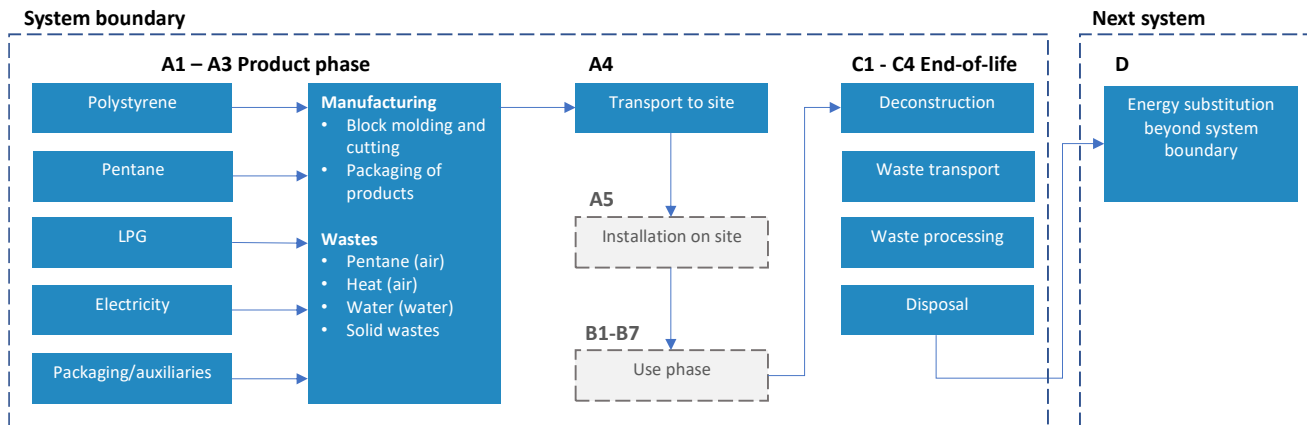 System boundary
Next system
A1 – A3 Product phase
A4
C1 - C4 End-of-life
D
Polystyrene
Pentane
LPG
Electricity
Packaging/auxiliaries
Manufacturing
• Block molding and
cutting
• Packaging of
products
Wastes
• Pentane (air)
• Heat (air)
• Water (water)
• Solid wastes
Transport to site
A5
Installation on site
B1-B7
Use phase
Deconstruction
Waste transport
Waste processing
Disposal
Energy substitution
beyond system
boundary